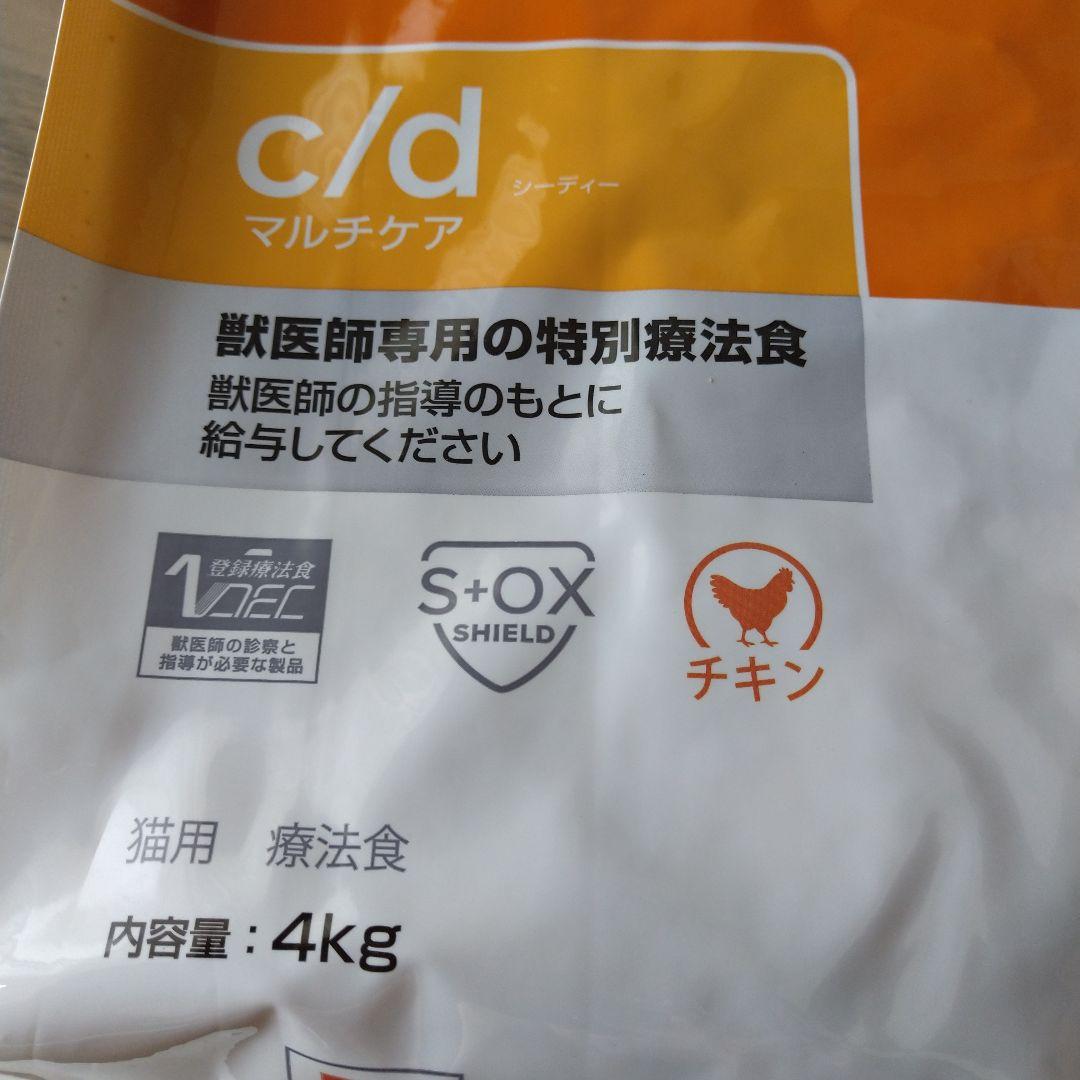 c/d シーディー
マルチケア
獣医師専用の特別療法食
獣医師の指導のもとに
給与してください
登録療法食
VDEC
獣医師の診察と
指導が必要な製品
S+OX
SHIELD
チキン
猫用 療法食
内容量：4kg